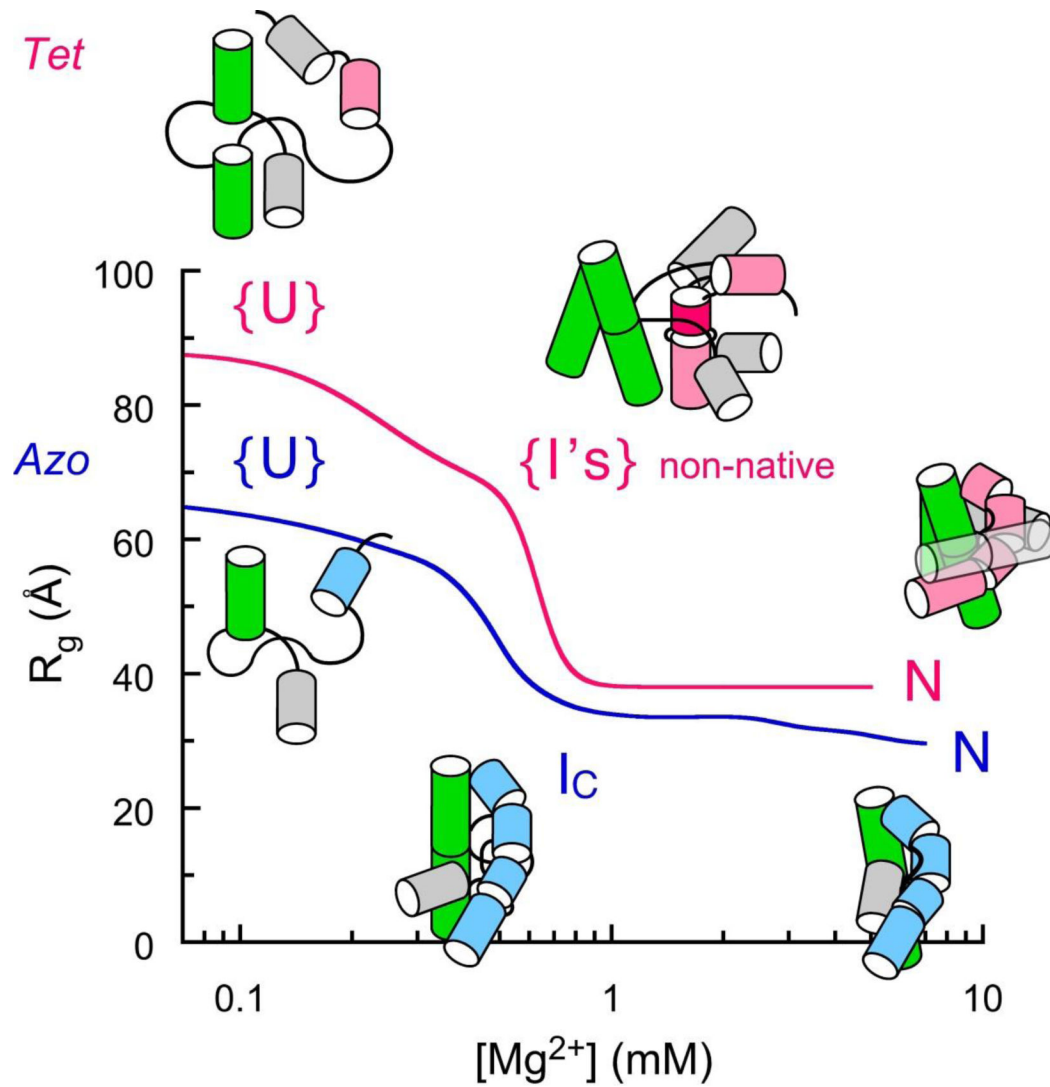 Tet
100
{U}
80
Azo
{U}
{I's} non-native
60
Rg (Å)
40
N
N
IC
20
0
0.1
1
10
[Mg2+] (mM)